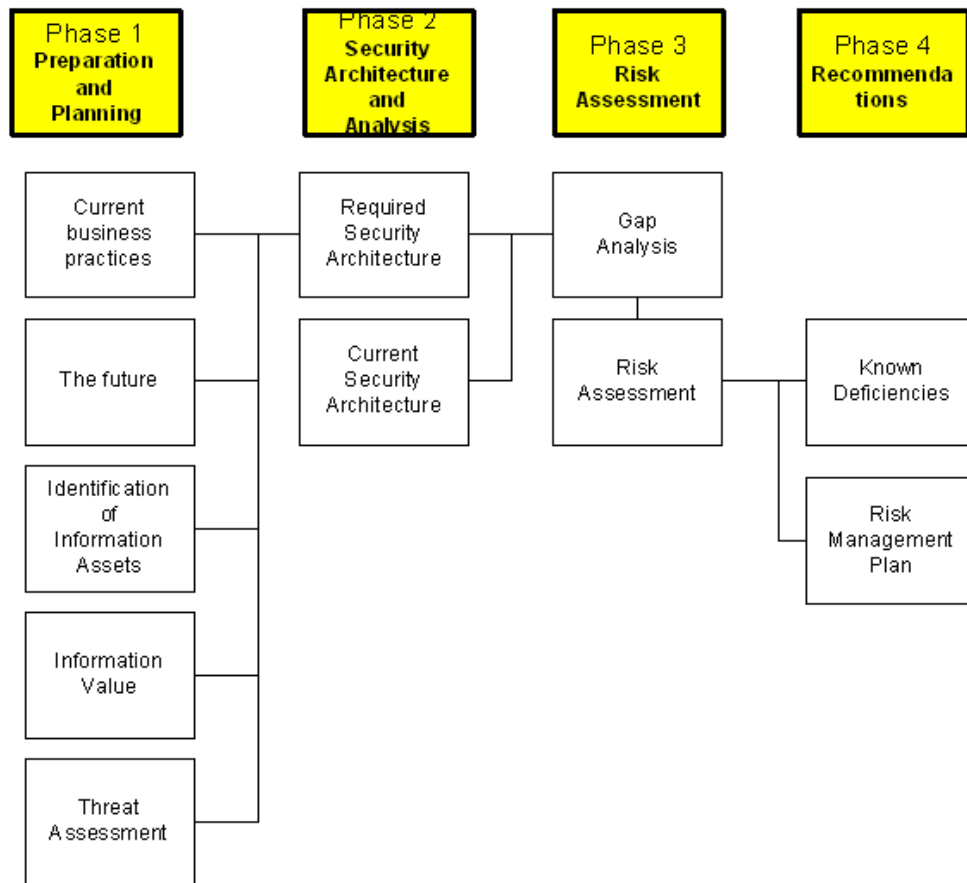 Phase 1
Preparation
and
Planning
Phase 2
Security
Architecture
and
Analysis
Phase 3
Risk
Assessment
Phase 4
Recommenda
tions
Current
business
practices
The future
Identification
of
Information
Assets
Information
Value
Threat
Assessment
Required
Security
Architecture
Current
Security
Architecture
Gap
Analysis
Risk
Assessment
Known
Deficiencies
Risk
Management
Plan